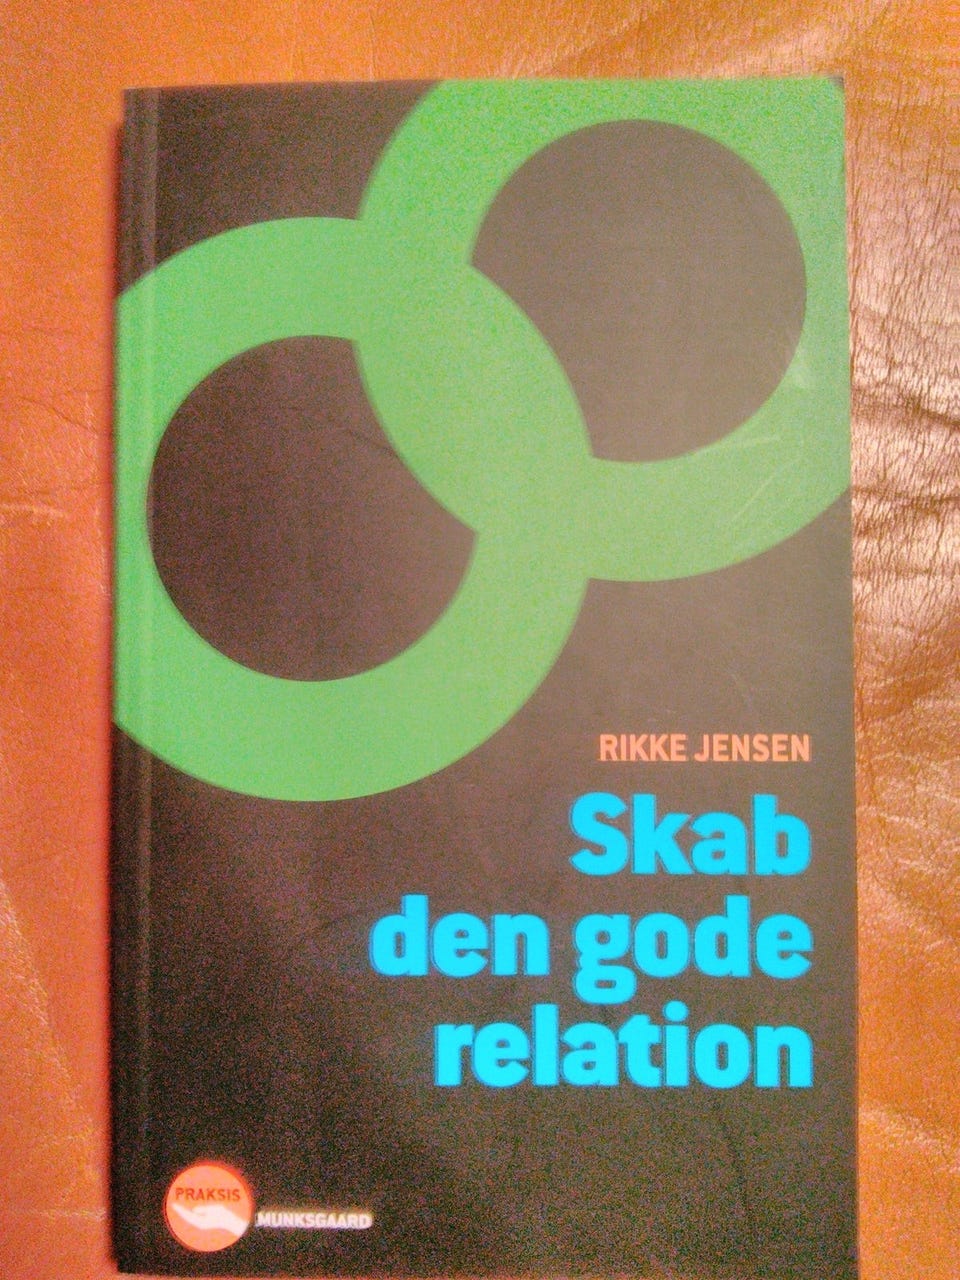 RIKKE JENSEN
Skab
den gode
relation
PRAKSIS
MUNKSGAARD